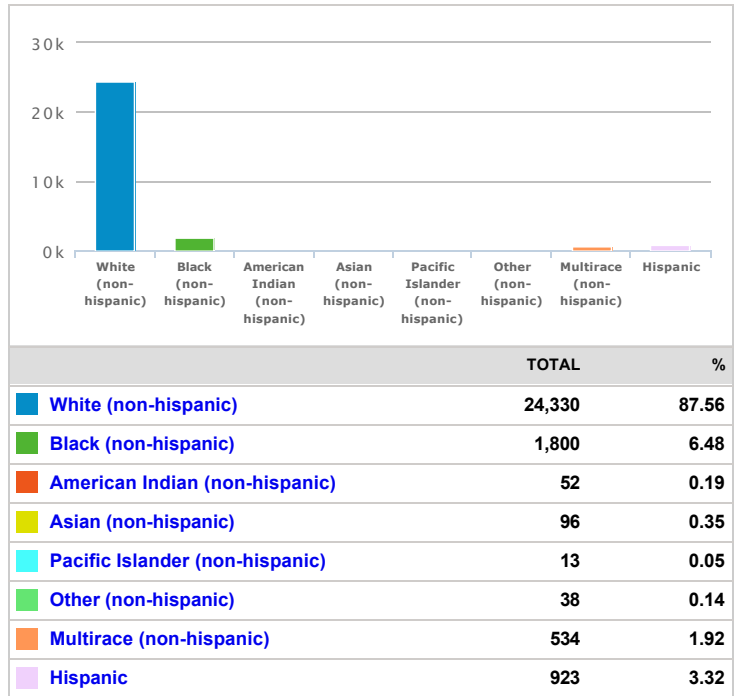 30k
20k
10k
0k
White (non-hispanic)
Black (non-hispanic)
American Indian (non-hispanic)
Asian (non-hispanic)
Pacific Islander (non-hispanic)
Other (non-hispanic)
Multirace (non-hispanic)
Hispanic
TOTAL %
White (non-hispanic) 24,330 87.56
Black (non-hispanic) 1,800 6.48
American Indian (non-hispanic) 52 0.19
Asian (non-hispanic) 96 0.35
Pacific Islander (non-hispanic) 13 0.05
Other (non-hispanic) 38 0.14
Multirace (non-hispanic) 534 1.92
Hispanic 923 3.32